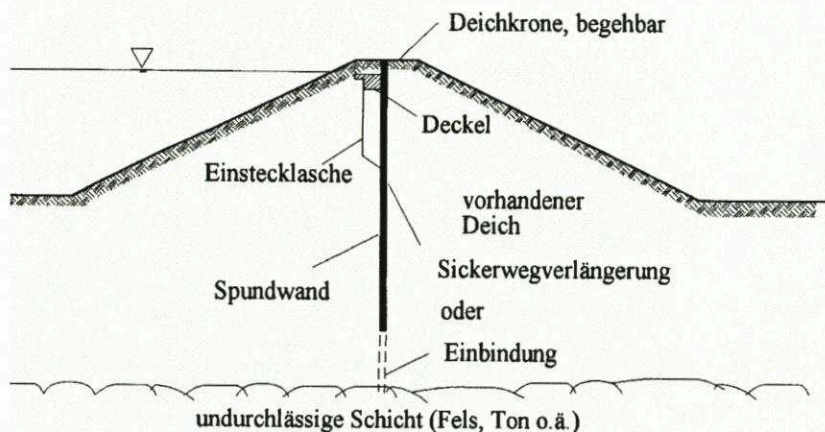 Deichkrone, begehbar
Deckel
Einstecklasche
vorhandener
Deich
Sickerwegverlängerung
Spundwand
oder
Einbindung
undurchlässige Schicht (Fels, Ton o.ä.)